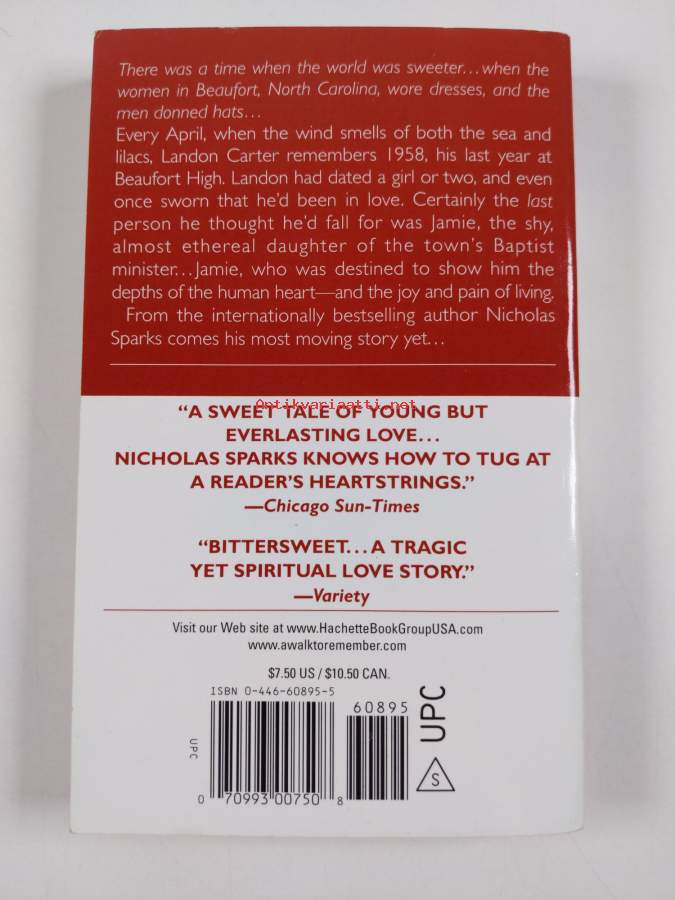 There was a time when the world was sweeter...when the
women in Beaufort, North Carolina, wore dresses, and the
men donned hats...
Every April, when the wind smells of both the sea and
lilacs, Landon Carter remembers 1958, his last year at
Beaufort High. Landon had dated a girl or two, and even
once sworn that he'd been in love. Certainly the last
person he thought he'd fall for was Jamie, the shy,
almost ethereal daughter of the town's Baptist
minister...Jamie, who was destined to show him the
depths of the human heart—and the joy and pain of living.
From the internationally bestselling author Nicholas
Sparks comes his most moving story yet...
Antikvariaatti.net
“A SWEET TALE OF YOUNG BUT
EVERLASTING LOVE...
NICHOLAS SPARKS KNOWS HOW TO TUG AT
A READER'S HEARTSTRINGS.”
—Chicago Sun-Times
“BITTERSWEET...A TRAGIC
YET SPIRITUAL LOVE STORY.”
—Variety
Visit our Web site at www.HachetteBookGroupUSA.com
www.awalktoremember.com
$7.50 US / $10.50 CAN.
ISBN 0-446-60895-5
60895
UPC
UPC
S
0 70993 00750 8